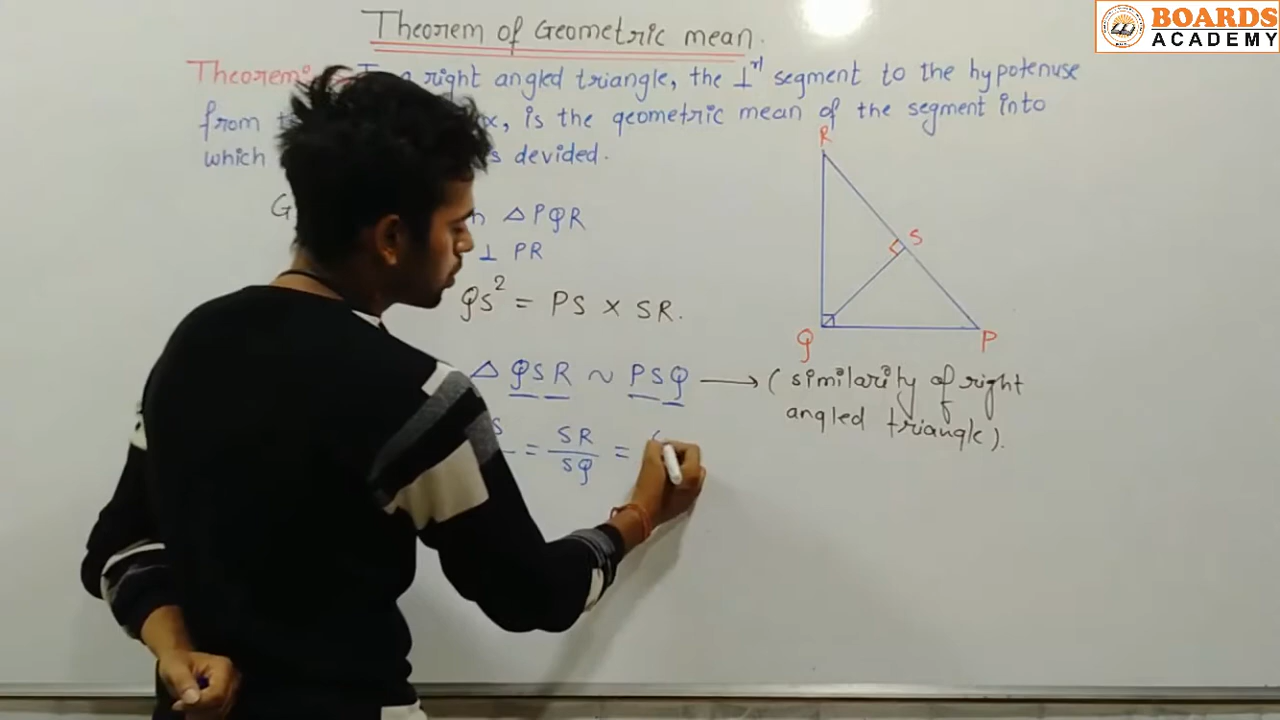 Theorem of Geometric mean.
BOARDS
ACADEMY
Theorem:- right angled triangle, the ⊥rl segment to the hypotenuse
from is the geometric mean of the segment into
which devided.
△PQR
⊥ PR
QS² = PS × SR.
△ QSR ~ PSQ ⟶ (similarity of right
angled triangle).
= SR/SQ =
R
S
Q
P